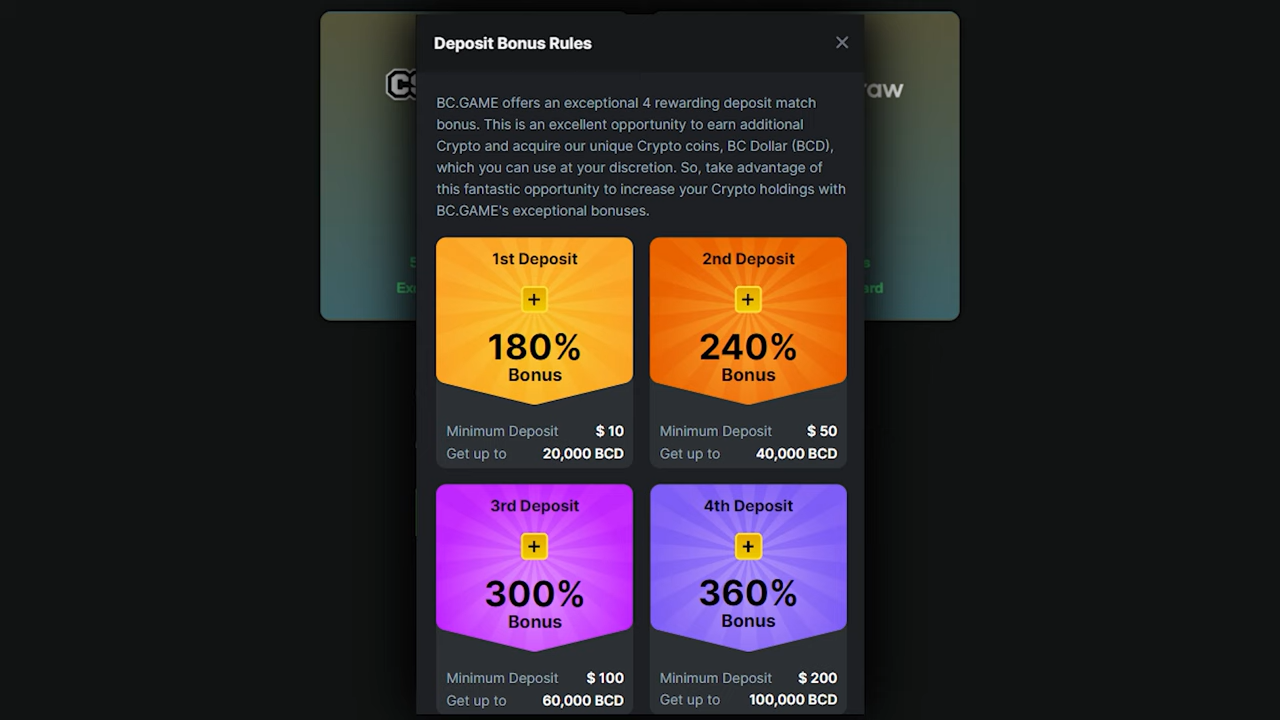 Deposit Bonus Rules
BC.GAME offers an exceptional 4 rewarding deposit match
bonus. This is an excellent opportunity to earn additional
Crypto and acquire our unique Crypto coins, BC Dollar (BCD),
which you can use at your discretion. So, take advantage of
this fantastic opportunity to increase your Crypto holdings with
BC.GAME's exceptional bonuses.
1st Deposit
+
180%
Bonus
Minimum Deposit $ 10
Get up to 20,000 BCD
2nd Deposit
+
240%
Bonus
Minimum Deposit $ 50
Get up to 40,000 BCD
3rd Deposit
+
300%
Bonus
Minimum Deposit $ 100
Get up to 60,000 BCD
4th Deposit
+
360%
Bonus
Minimum Deposit $ 200
Get up to 100,000 BCD